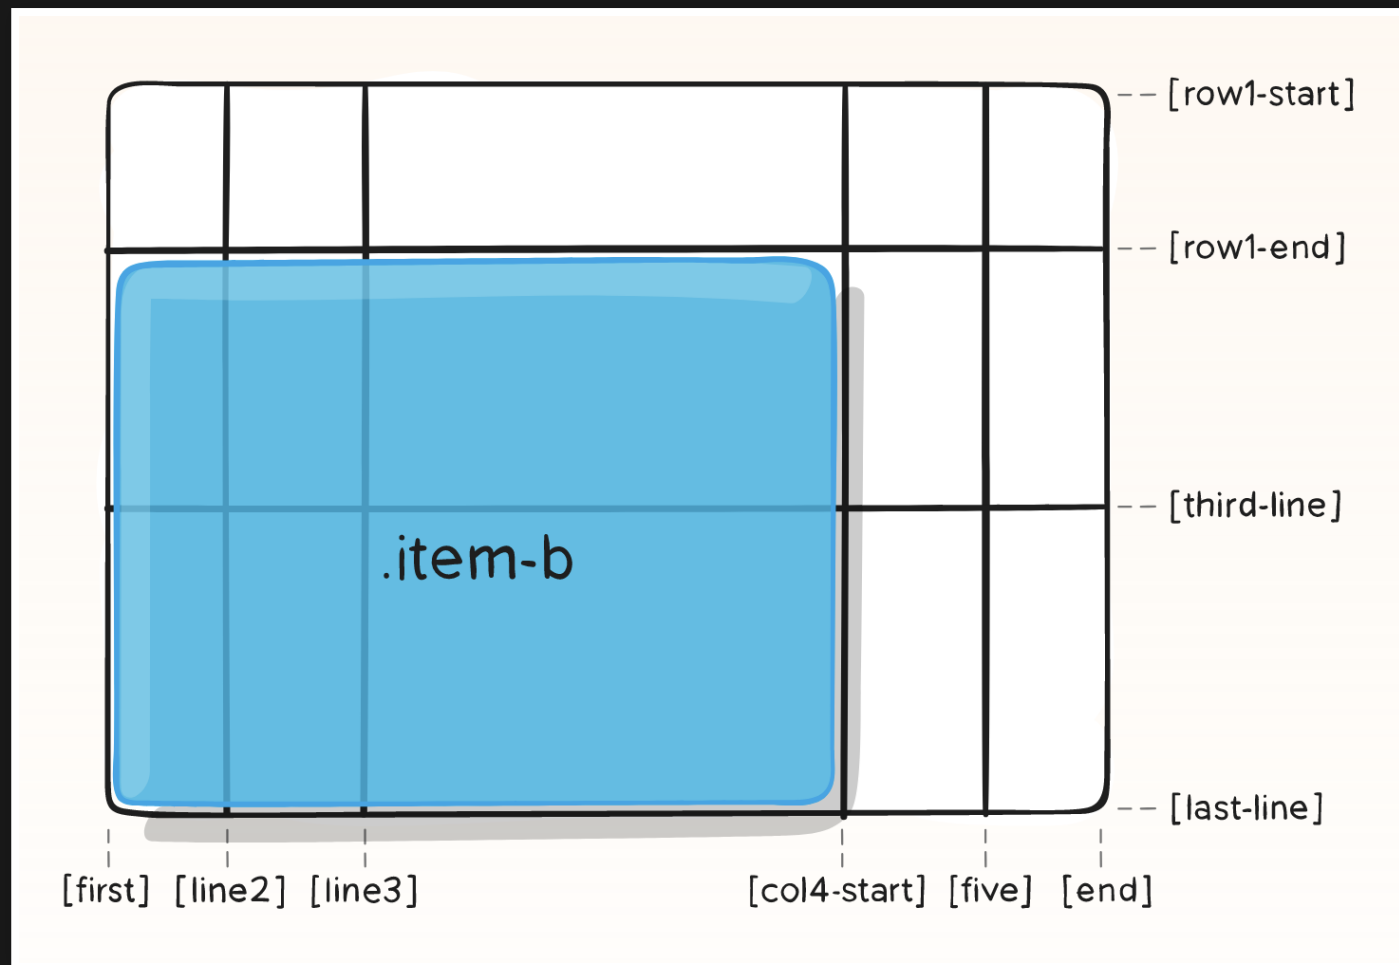 [row1-start]
[row1-end]
[third-line]
.item-b
[last-line]
[first] [line2] [line3] [col4-start] [five] [end]